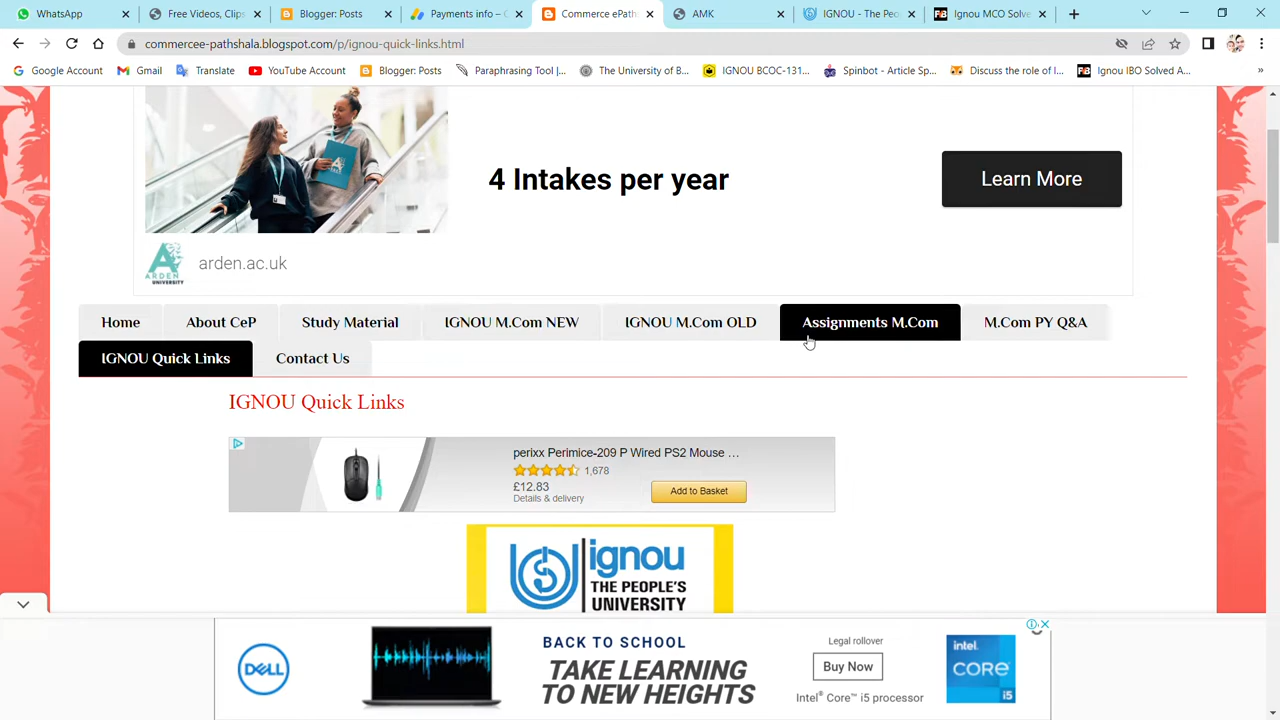 WhatsApp
Free Videos, Clips
Blogger: Posts
Payments info – G
Commerce ePath
AMK
IGNOU - The Peo
Ignou MCO Solve
commercee-pathshala.blogspot.com/p/ignou-quick-links.html
Google Account
Gmail
Translate
YouTube Account
Blogger: Posts
Paraphrasing Tool |...
The University of B...
IGNOU BCOC-131...
Spinbot - Article Sp...
Discuss the role of I...
Ignou IBO Solved A...
4 Intakes per year
Learn More
ARDEN
UNIVERSITY
arden.ac.uk
Home
About CeP
Study Material
IGNOU M.Com NEW
IGNOU M.Com OLD
Assignments M.Com
M.Com PY Q&A
IGNOU Quick Links
Contact Us
IGNOU Quick Links
perixx Perimice-209 P Wired PS2 Mouse ...
1,678
£12.83
Details & delivery
Add to Basket
ignou
THE PEOPLE'S
UNIVERSITY
DELL
BACK TO SCHOOL
TAKE LEARNING
TO NEW HEIGHTS
Legal rollover
Buy Now
Intel® Core™ i5 processor
intel.
CORE
i5